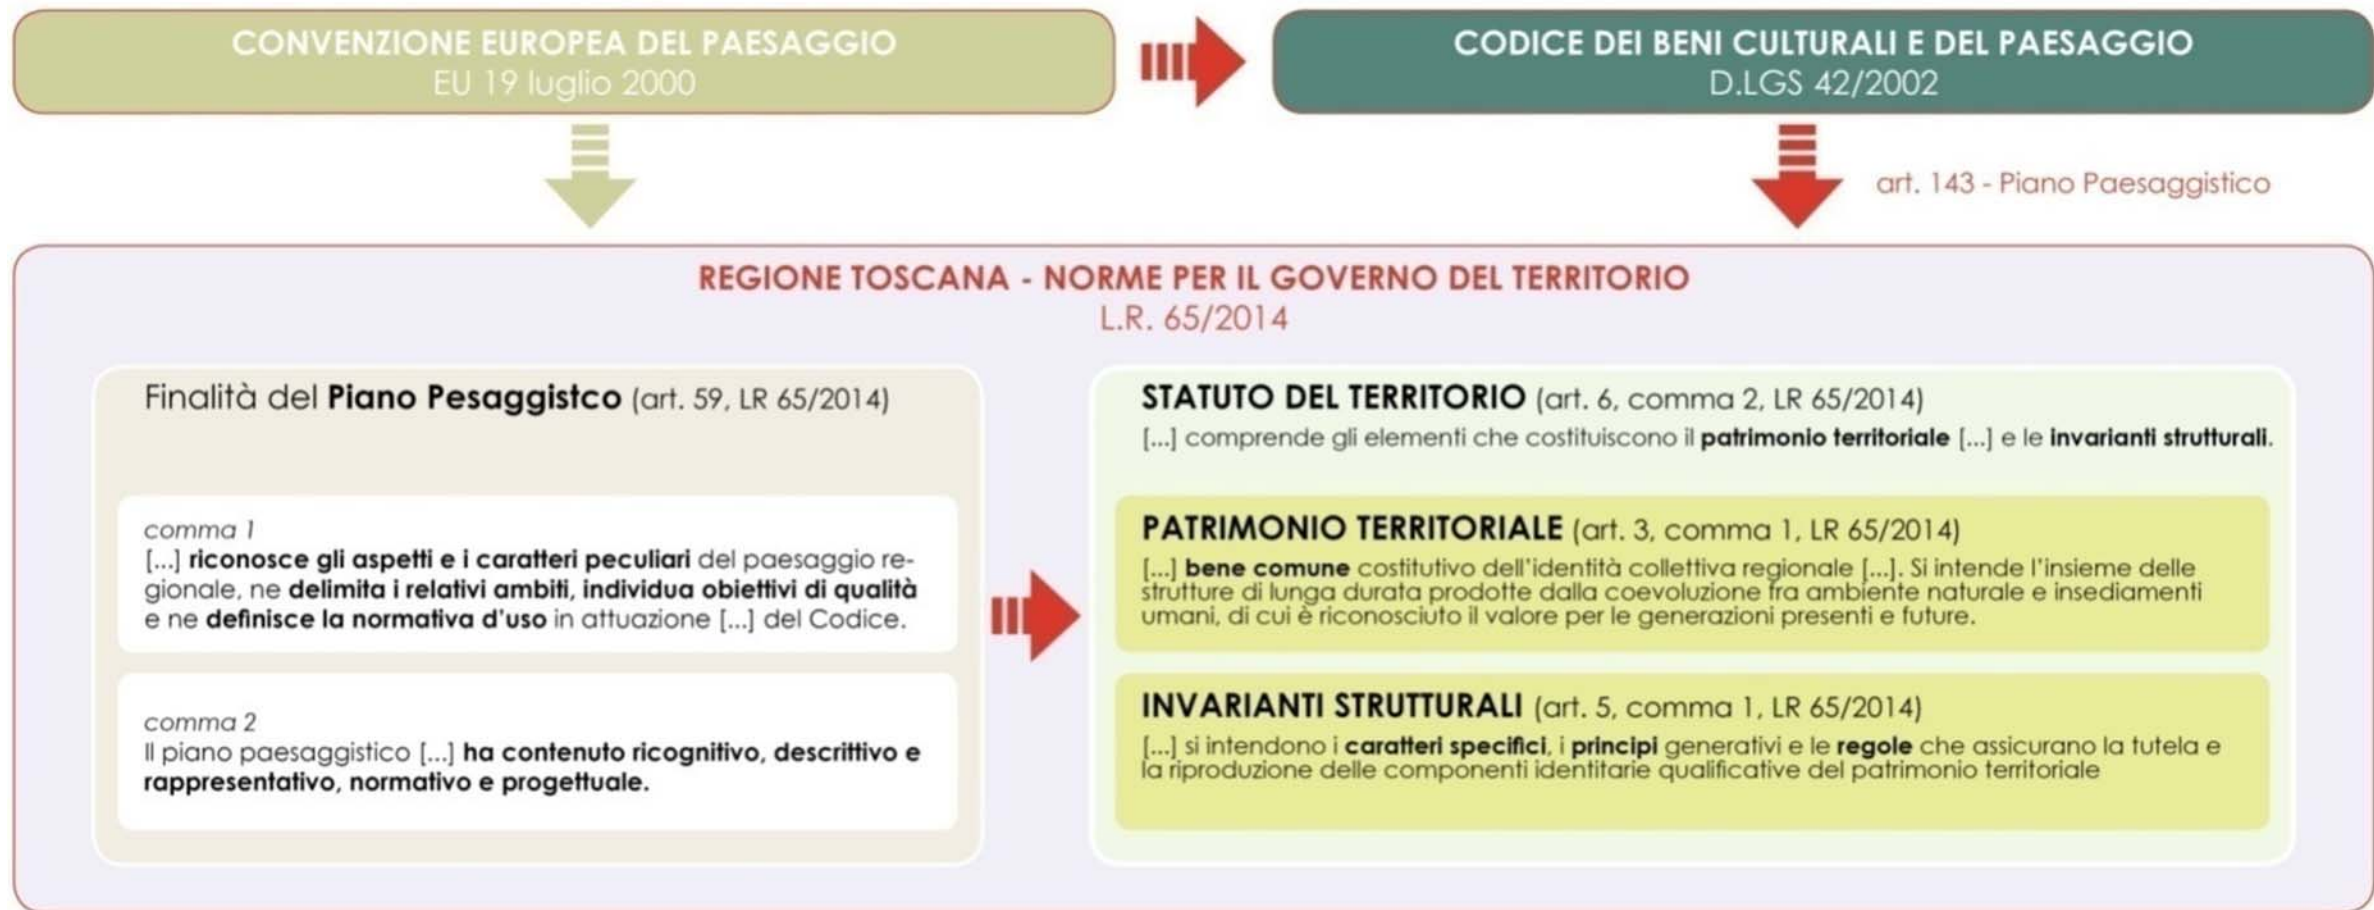 CONVENZIONE EUROPEA DEL PAESAGGIO
EU 19 luglio 2000
CODICE DEI BENI CULTURALI E DEL PAESAGGIO
D.LGS 42/2002
art. 143 - Piano Paesaggistico
REGIONE TOSCANA - NORME PER IL GOVERNO DEL TERRITORIO
L.R. 65/2014
Finalità del Piano Pesaggistco (art. 59, LR 65/2014)
comma 1
[...] riconosce gli aspetti e i caratteri peculiari del paesaggio re-
gionale, ne delimita i relativi ambiti, individua obiettivi di qualità
e ne definisce la normativa d'uso in attuazione [...] del Codice.
comma 2
Il piano paesaggistico [...] ha contenuto ricognitivo, descrittivo e
rappresentativo, normativo e progettuale.
STATUTO DEL TERRITORIO (art. 6, comma 2, LR 65/2014)
[...] comprende gli elementi che costituiscono il patrimonio territoriale [...] e le invarianti strutturali.
PATRIMONIO TERRITORIALE (art. 3, comma 1, LR 65/2014)
[...] bene comune costitutivo dell'identità collettiva regionale [...]. Si intende l'insieme delle
strutture di lunga durata prodotte dalla coevoluzione fra ambiente naturale e insediamenti
umani, di cui è riconosciuto il valore per le generazioni presenti e future.
INVARIANTI STRUTTURALI (art. 5, comma 1, LR 65/2014)
[...] si intendono i caratteri specifici, i principi generativi e le regole che assicurano la tutela e
la riproduzione delle componenti identitarie qualificative del patrimonio territoriale